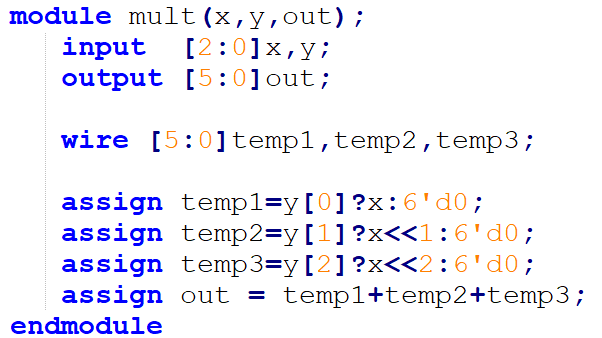 module mult(x,y,out);
input [2:0]x,y;
output [5:0]out;
wire [5:0]temp1,temp2,temp3;
assign temp1=y[0]?x:6'd0;
assign temp2=y[1]?x<<1:6'd0;
assign temp3=y[2]?x<<2:6'd0;
assign out = temp1+temp2+temp3;
endmodule